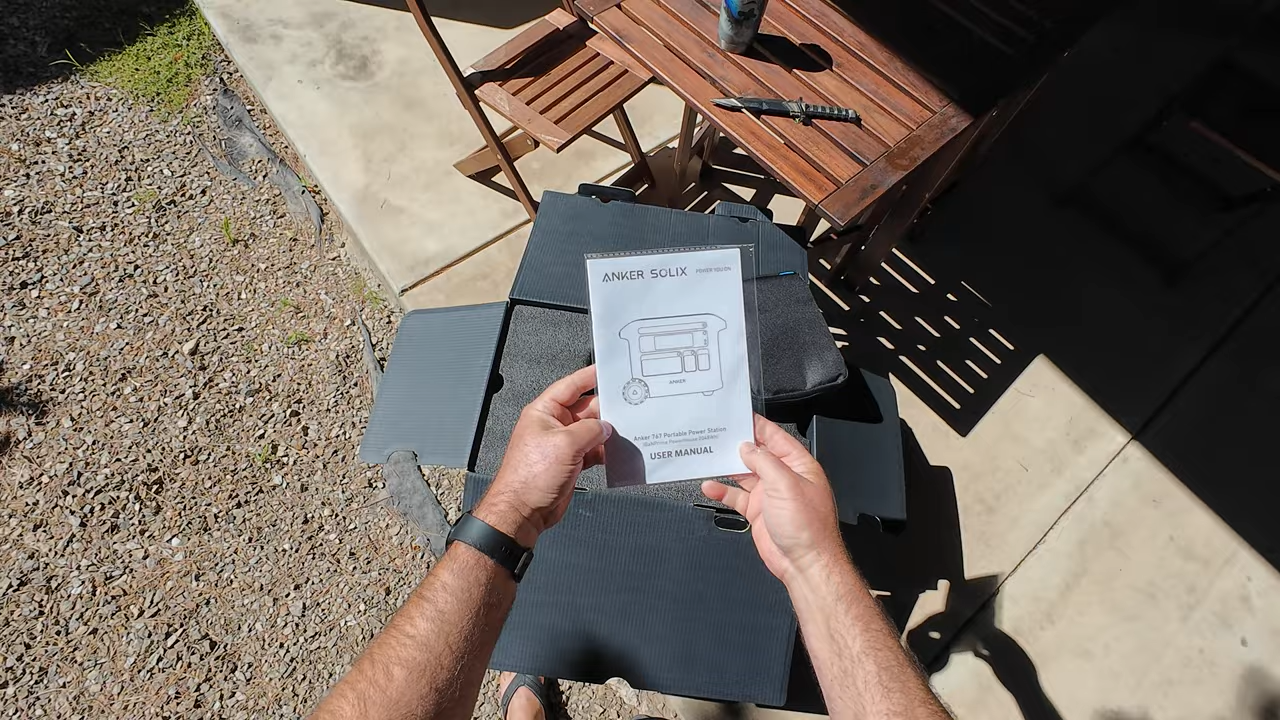 ANKER SOLIX POWER YOU ON
ANKER
Anker 767 Portable Power Station
USER MANUAL